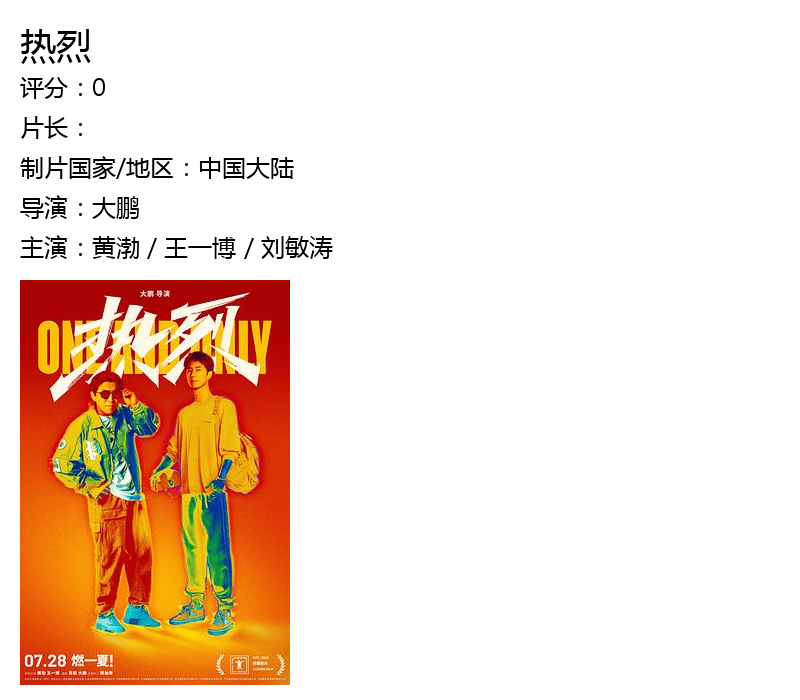 热烈
评分：0
片长：
制片国家/地区：中国大陆
导演：大鹏
主演：黄渤 / 王一博 / 刘敏涛
大鹏 导演
ONE AND ONLY
热烈
07.28 燃一夏!